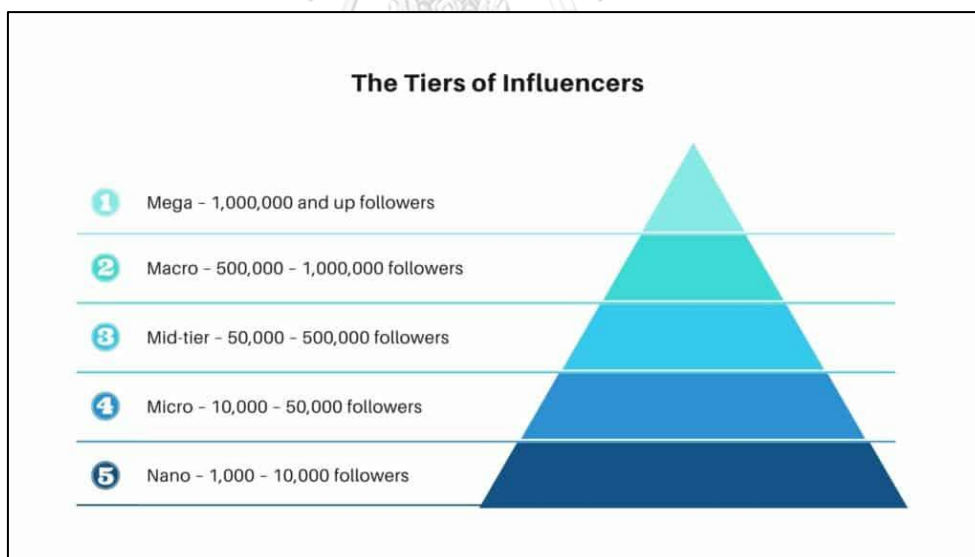 The Tiers of Influencers
1 Mega – 1,000,000 and up followers
2 Macro – 500,000 – 1,000,000 followers
3 Mid-tier – 50,000 – 500,000 followers
4 Micro – 10,000 – 50,000 followers
5 Nano – 1,000 – 10,000 followers